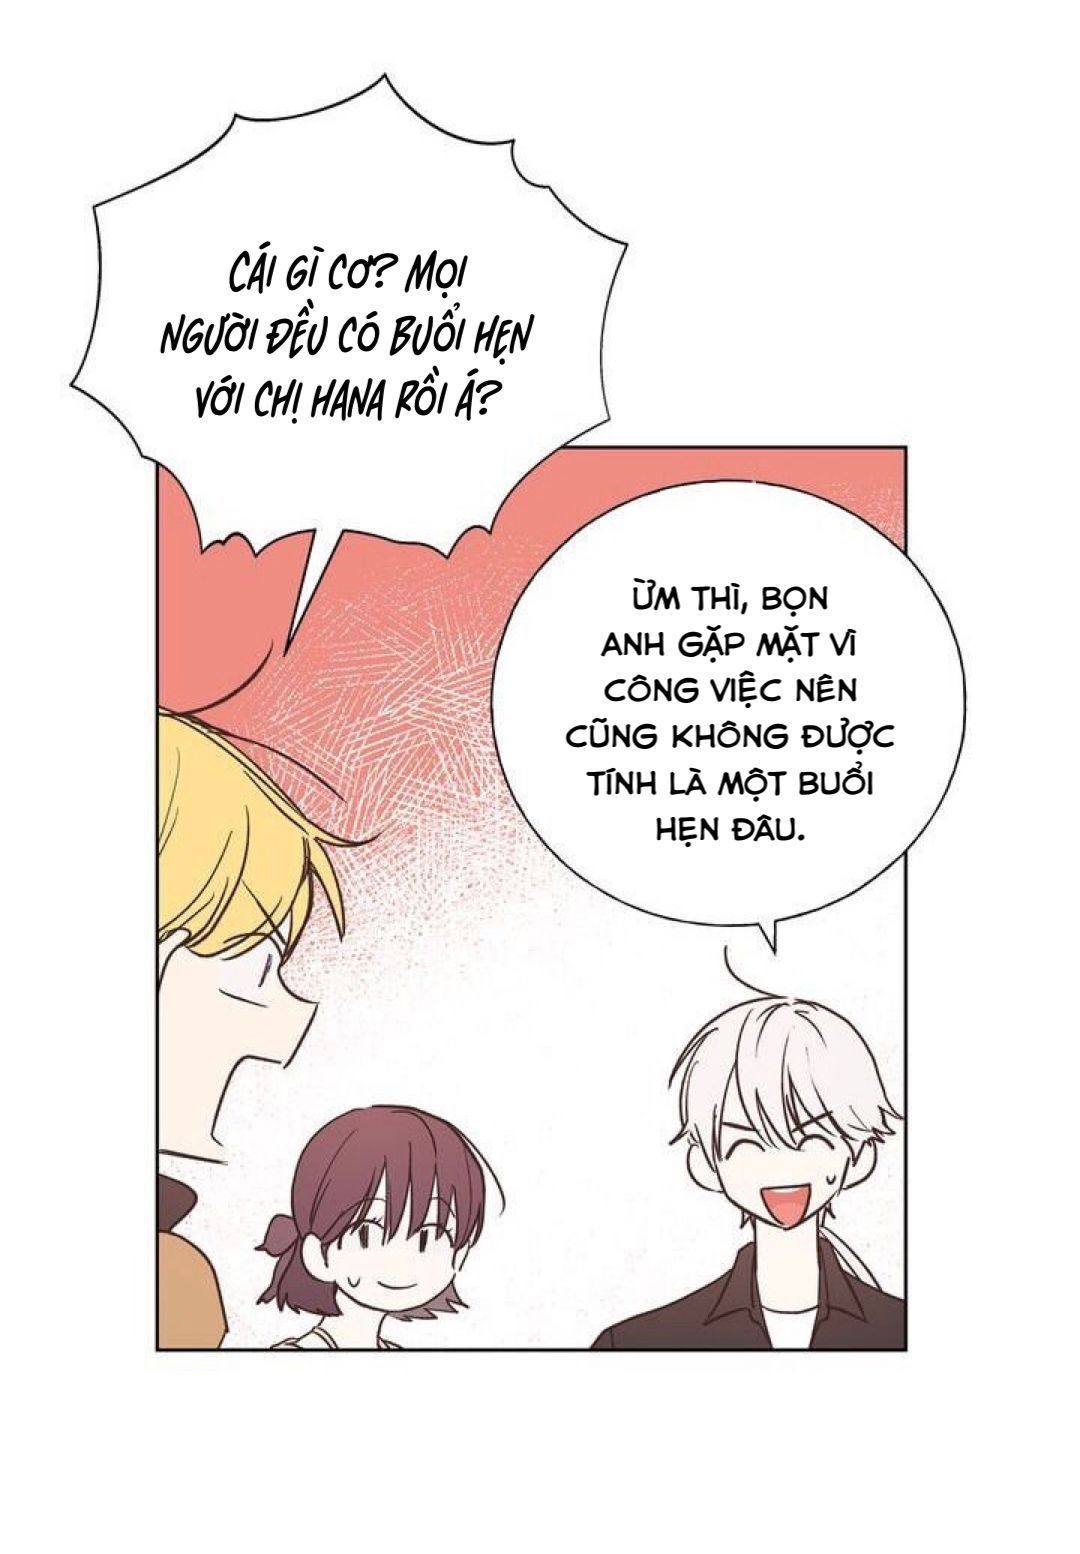 CÁI GÌ CƠ? MỌI
NGƯỜI ĐỀU CÓ BUỔI HẸN
VỚI CHỊ HANA RỒI Á?
ỪM THÌ, BỌN
ANH GẶP MẶT VÌ
CÔNG VIỆC NÊN
CŨNG KHÔNG ĐƯỢC
TÍNH LÀ MỘT BUỔI
HẸN ĐÂU.